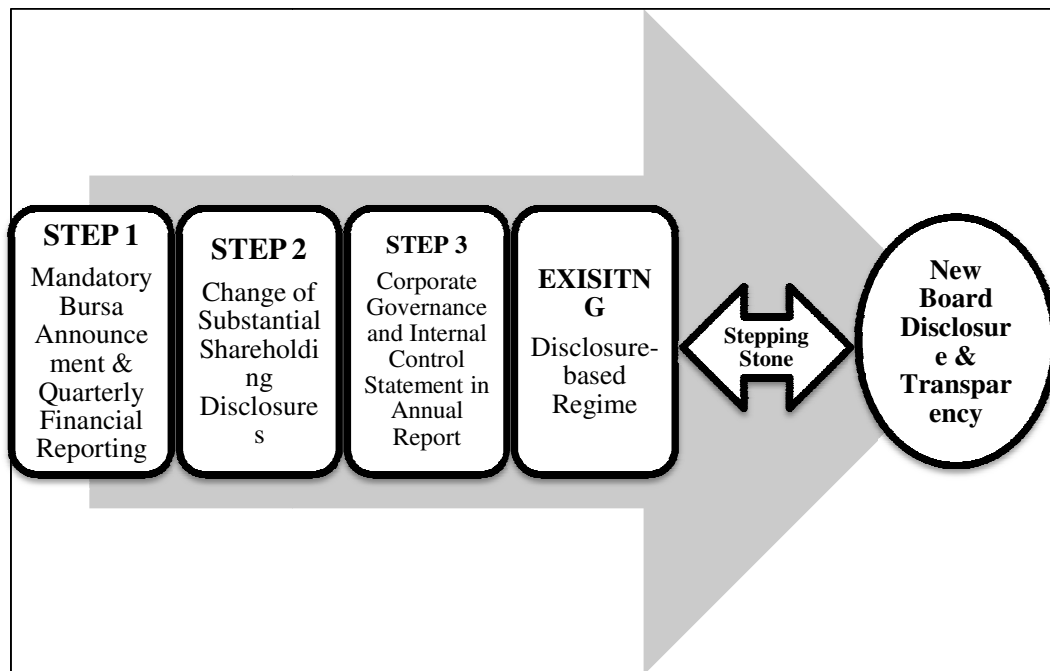 STEP 1
Mandatory
Bursa
Announce
ment &
Quarterly
Financial
Reporting
STEP 2
Change of
Substantial
Shareholdi
ng
Disclosure
s
STEP 3
Corporate
Governance
and Internal
Control
Statement in
Annual
Report
EXISITN
G
Disclosure-
based
Regime
Stepping
Stone
New
Board
Disclosur
e &
Transpar
ency